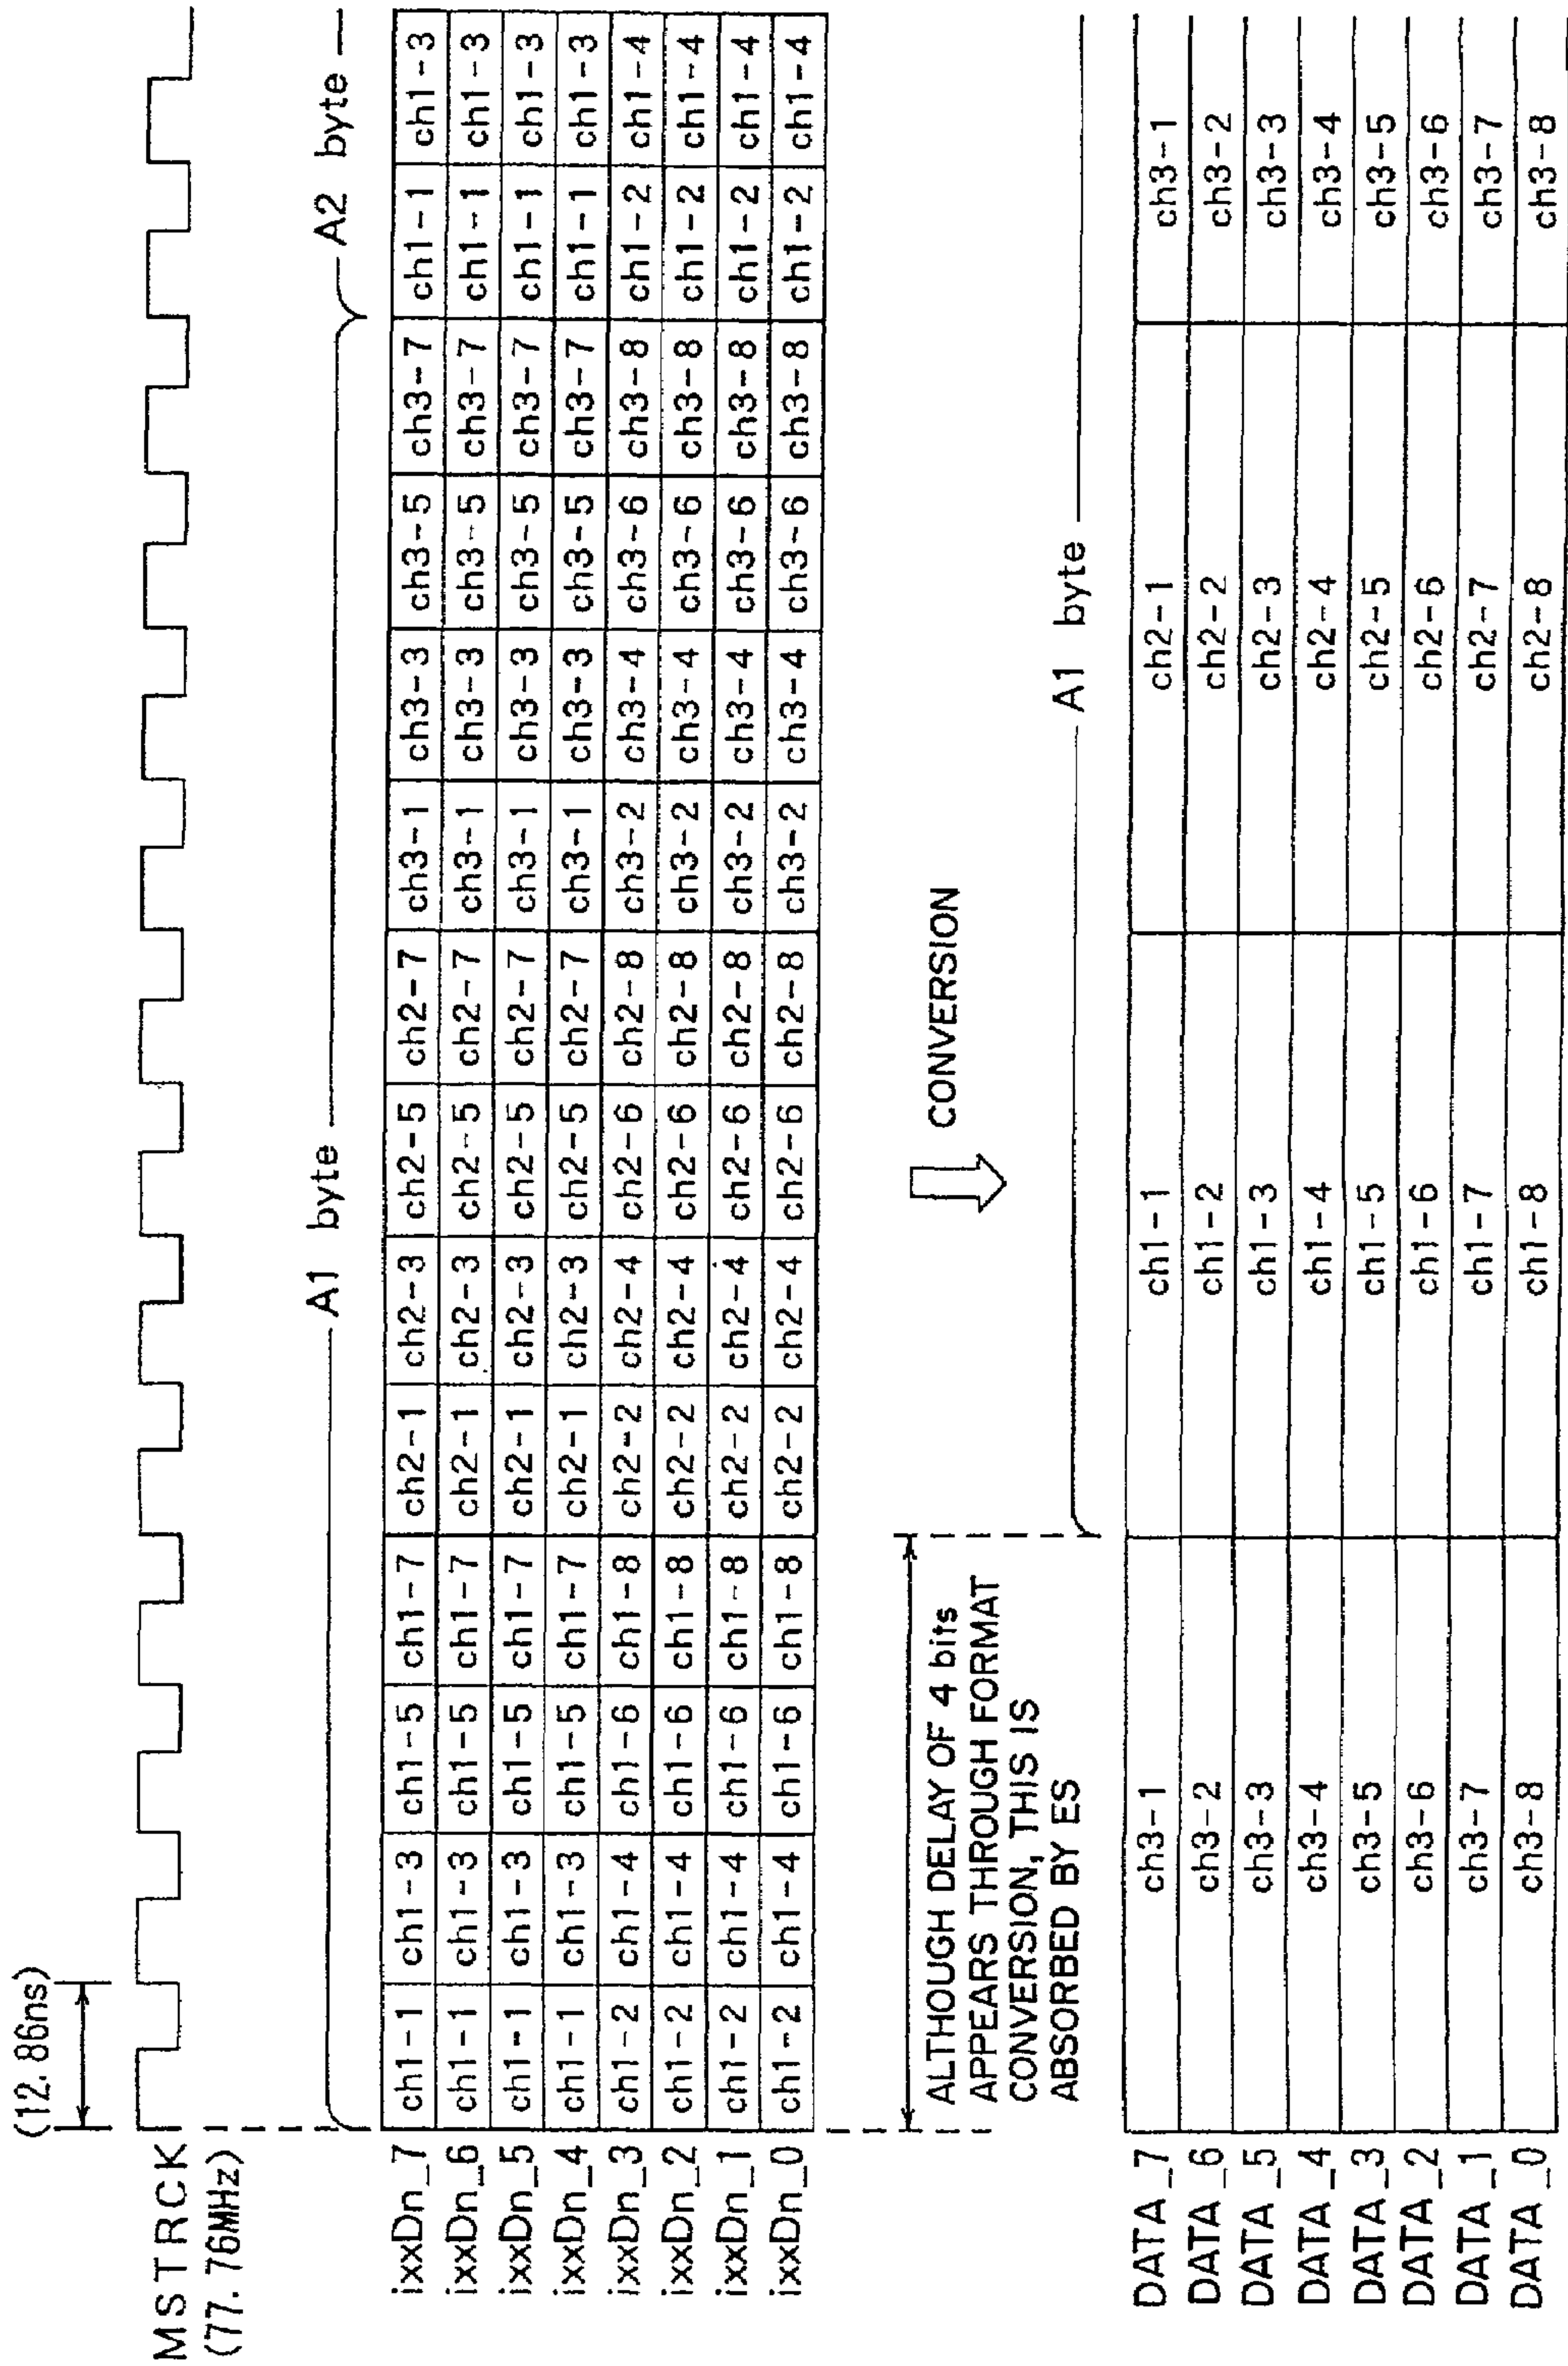 (12.86ns)
MSTRCK
(77.76MHz)
A1 byte A2 byte
ixxDn_7 ch1-1 ch1-3 ch1-5 ch1-7 ch2-1 ch2-3 ch2-5 ch2-7 ch3-1 ch3-3 ch3-5 ch3-7 ch1-1 ch1-3
ixxDn_6 ch1-1 ch1-3 ch1-5 ch1-7 ch2-1 ch2-3 ch2-5 ch2-7 ch3-1 ch3-3 ch3-5 ch3-7 ch1-1 ch1-3
ixxDn_5 ch1-1 ch1-3 ch1-5 ch1-7 ch2-1 ch2-3 ch2-5 ch2-7 ch3-1 ch3-3 ch3-5 ch3-7 ch1-1 ch1-3
ixxDn_4 ch1-1 ch1-3 ch1-5 ch1-7 ch2-1 ch2-3 ch2-5 ch2-7 ch3-1 ch3-3 ch3-5 ch3-7 ch1-1 ch1-3
ixxDn_3 ch1-2 ch1-4 ch1-6 ch1-8 ch2-2 ch2-4 ch2-6 ch2-8 ch3-2 ch3-4 ch3-6 ch3-8 ch1-2 ch1-4
ixxDn_2 ch1-2 ch1-4 ch1-6 ch1-8 ch2-2 ch2-4 ch2-6 ch2-8 ch3-2 ch3-4 ch3-6 ch3-8 ch1-2 ch1-4
ixxDn_1 ch1-2 ch1-4 ch1-6 ch1-8 ch2-2 ch2-4 ch2-6 ch2-8 ch3-2 ch3-4 ch3-6 ch3-8 ch1-2 ch1-4
ixxDn_0 ch1-2 ch1-4 ch1-6 ch1-8 ch2-2 ch2-4 ch2-6 ch2-8 ch3-2 ch3-4 ch3-6 ch3-8 ch1-2 ch1-4
ALTHOUGH DELAY OF 4 bits
APPEARS THROUGH FORMAT
CONVERSION, THIS IS
ABSORBED BY ES
CONVERSION
A1 byte
DATA_7 ch3-1 ch1-1 ch2-1 ch3-1
DATA_6 ch3-2 ch1-2 ch2-2 ch3-2
DATA_5 ch3-3 ch1-3 ch2-3 ch3-3
DATA_4 ch3-4 ch1-4 ch2-4 ch3-4
DATA_3 ch3-5 ch1-5 ch2-5 ch3-5
DATA_2 ch3-6 ch1-6 ch2-6 ch3-6
DATA_1 ch3-7 ch1-7 ch2-7 ch3-7
DATA_0 ch3-8 ch1-8 ch2-8 ch3-8